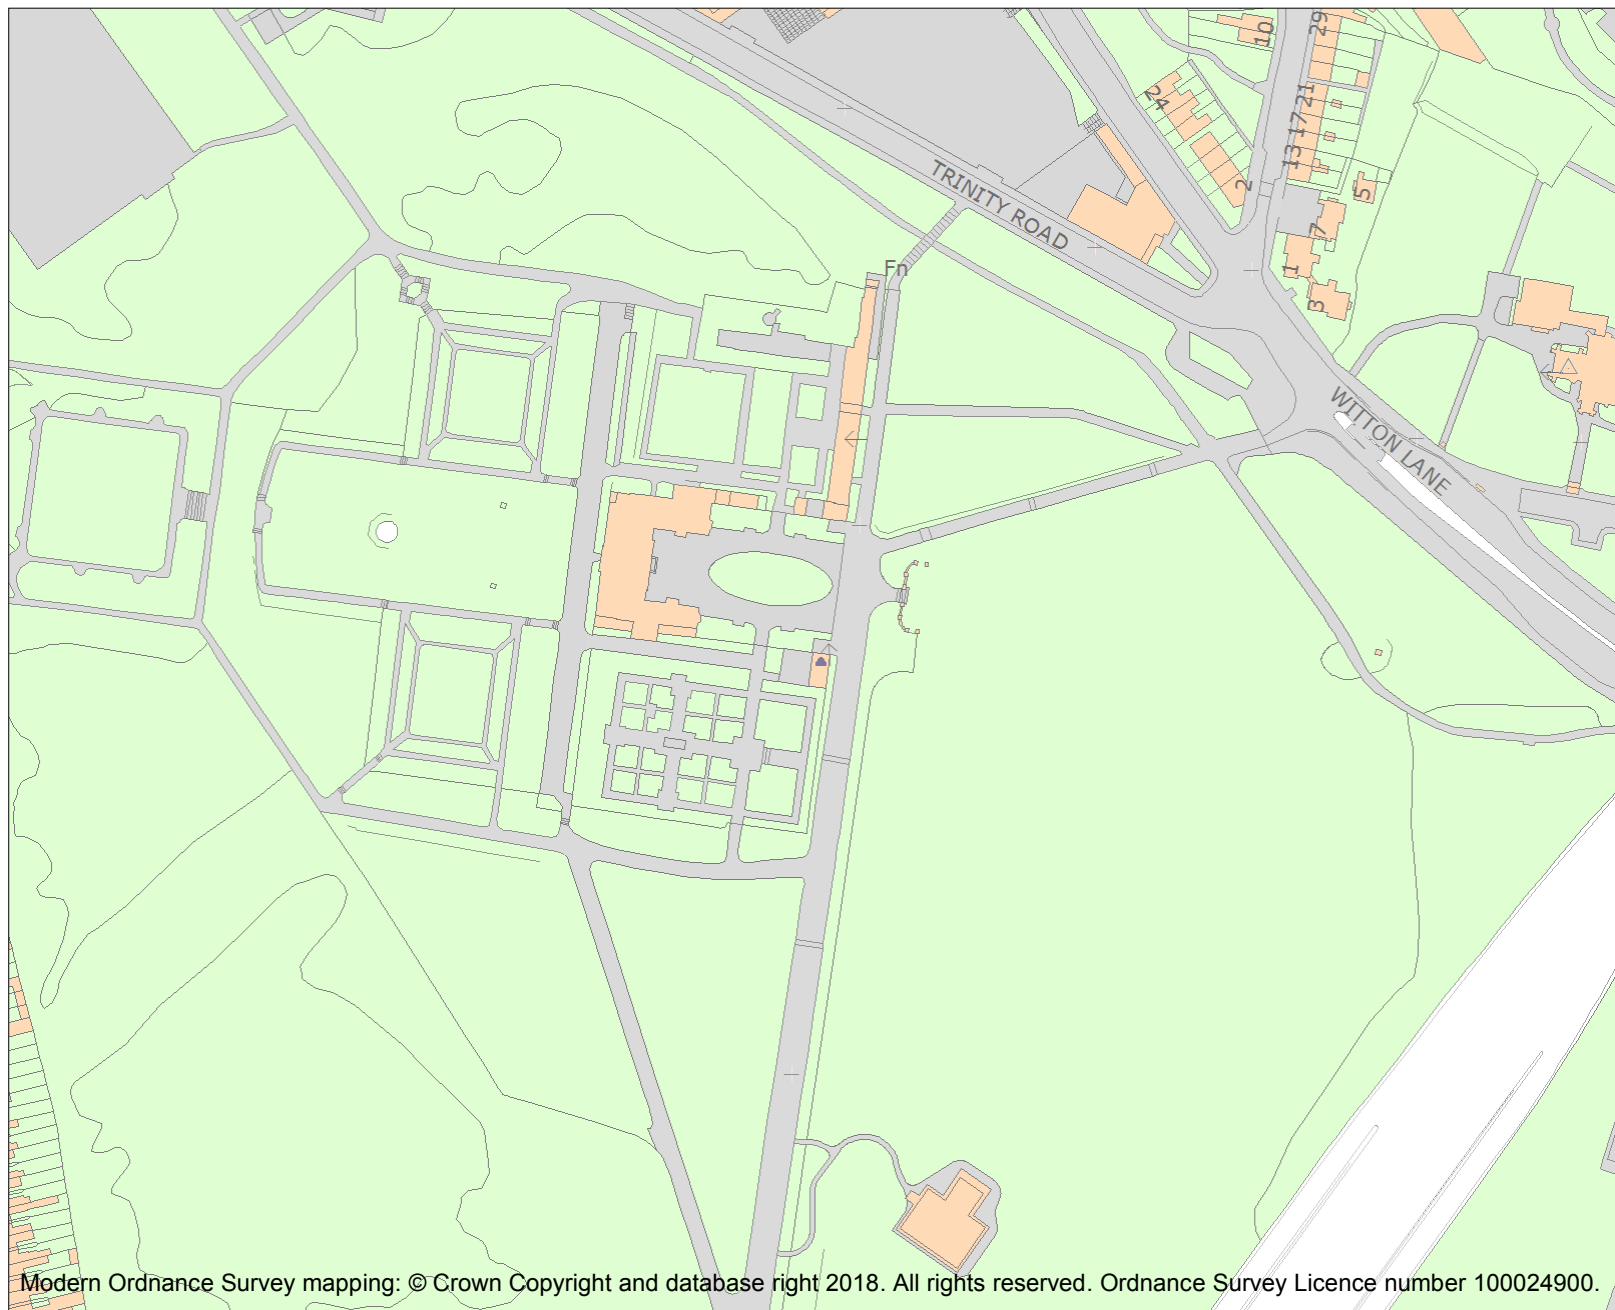 10
29
24
21
17
13
TRINITY ROAD
2
5
7
Fn
1
3
WITTON LANE
Modern Ordnance Survey mapping: © Crown Copyright and database right 2018. All rights reserved. Ordnance Survey Licence number 100024900.